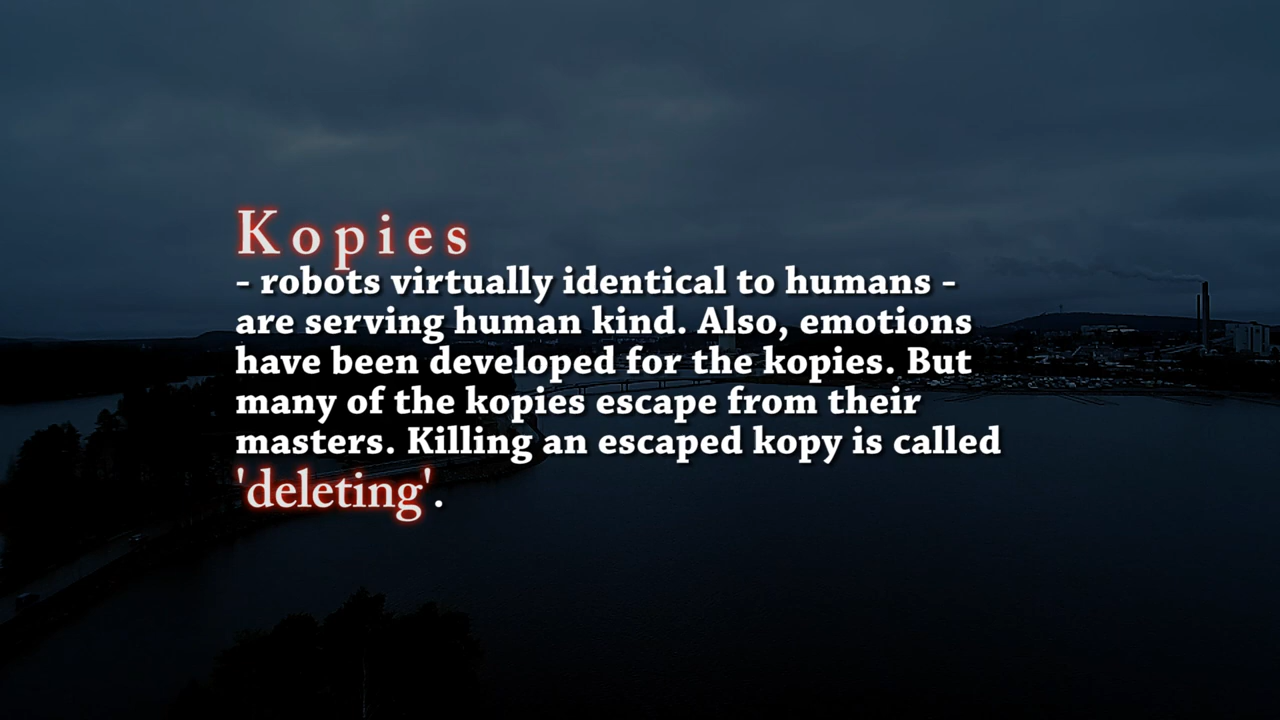 Kopies
- robots virtually identical to humans -
are serving human kind. Also, emotions
have been developed for the kopies. But
many of the kopies escape from their
masters. Killing an escaped kopy is called
'deleting'.